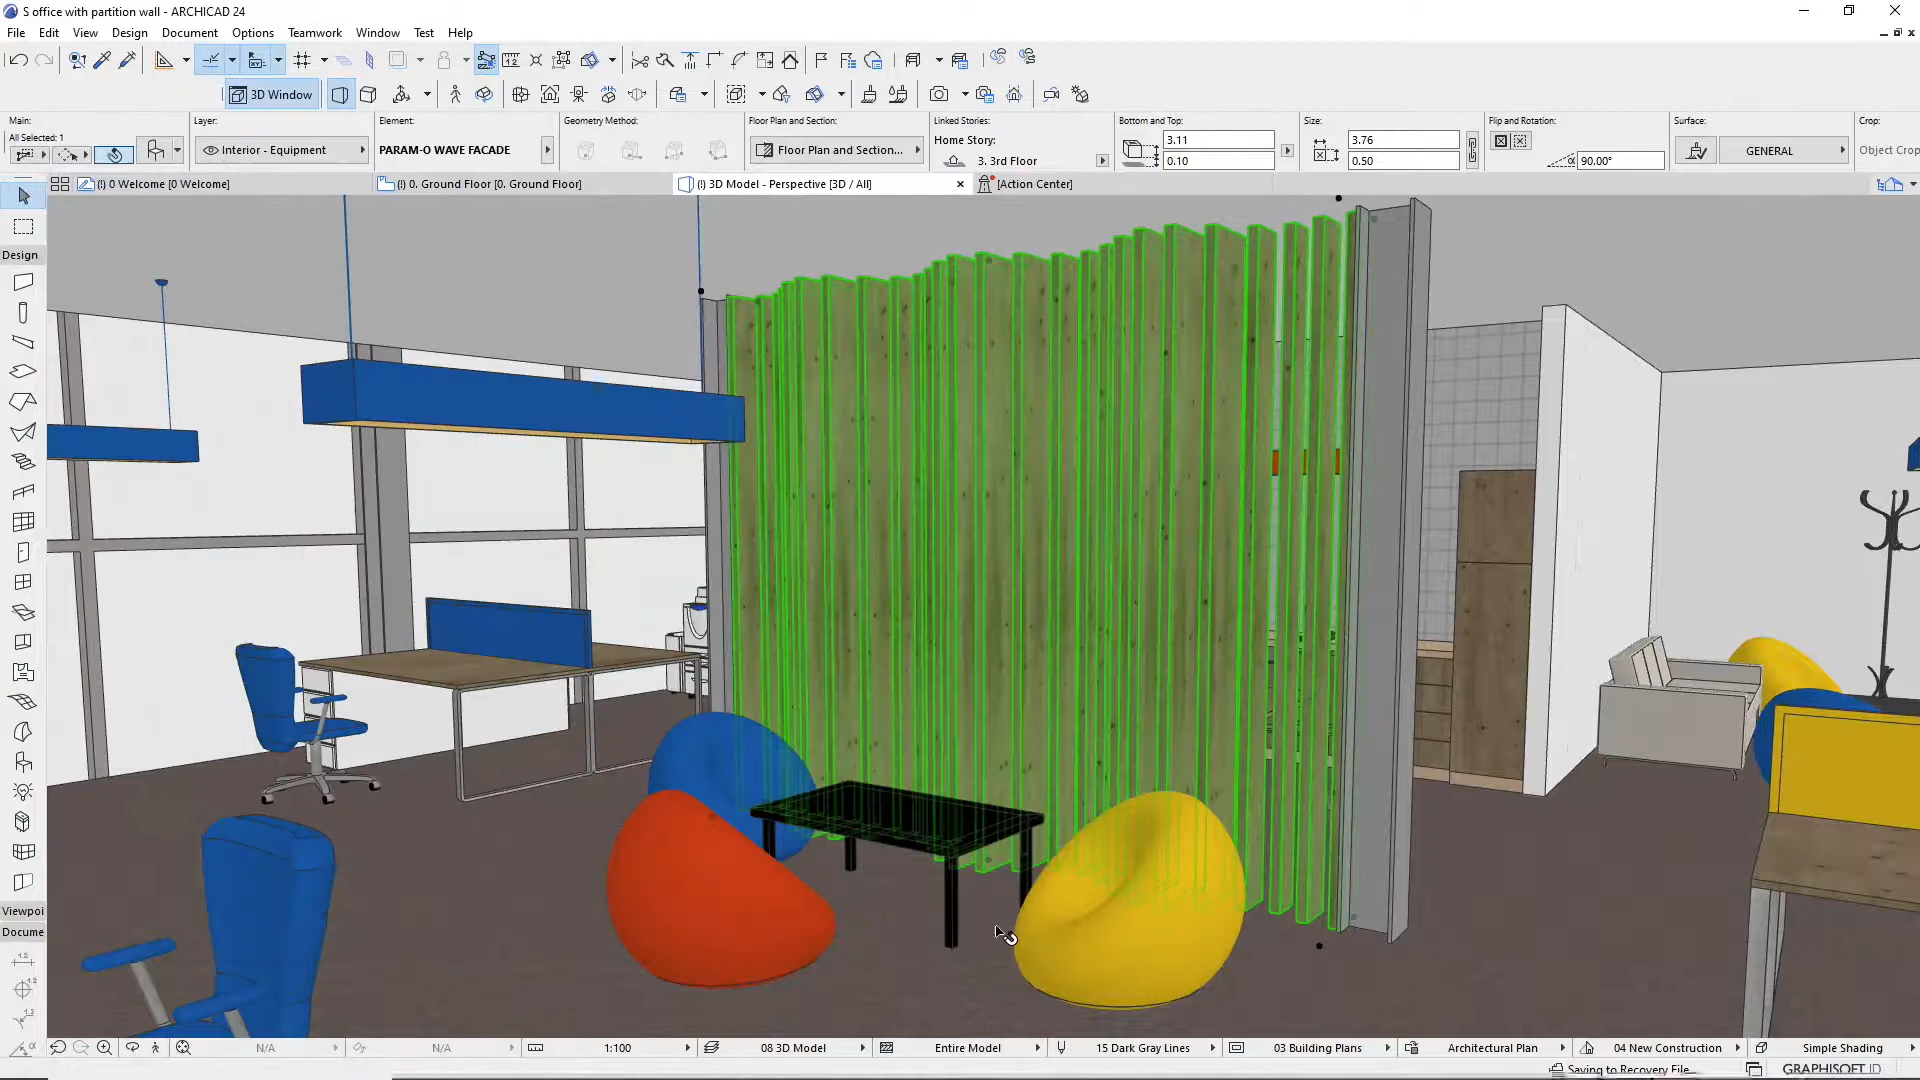 S office with partition wall - ARCHICAD 24
File Edit View Design Document Options Teamwork Window Test Help
3D Window
Main:
All Selected: 1
Layer:
Interior - Equipment
Element:
PARAM-O WAVE FACADE
Geometry Method:
Floor Plan and Section:
Floor Plan and Section...
Linked Stories:
Home Story:
3. 3rd Floor
Bottom and Top:
3.11
0.10
Size:
3.76
0.50
Flip and Rotation:
α 90.00°
Surface:
GENERAL
Crop:
Object Crop
(!) 0 Welcome [0 Welcome]
(!) 0. Ground Floor [0. Ground Floor]
(!) 3D Model - Perspective [3D / All]
[Action Center]
Design
Viewpoi
Docume
N/A
N/A
1:100
08 3D Model
Entire Model
15 Dark Gray Lines
03 Building Plans
Architectural Plan
04 New Construction
Simple Shading
Saving to Recovery File...
GRAPHISOFT ID